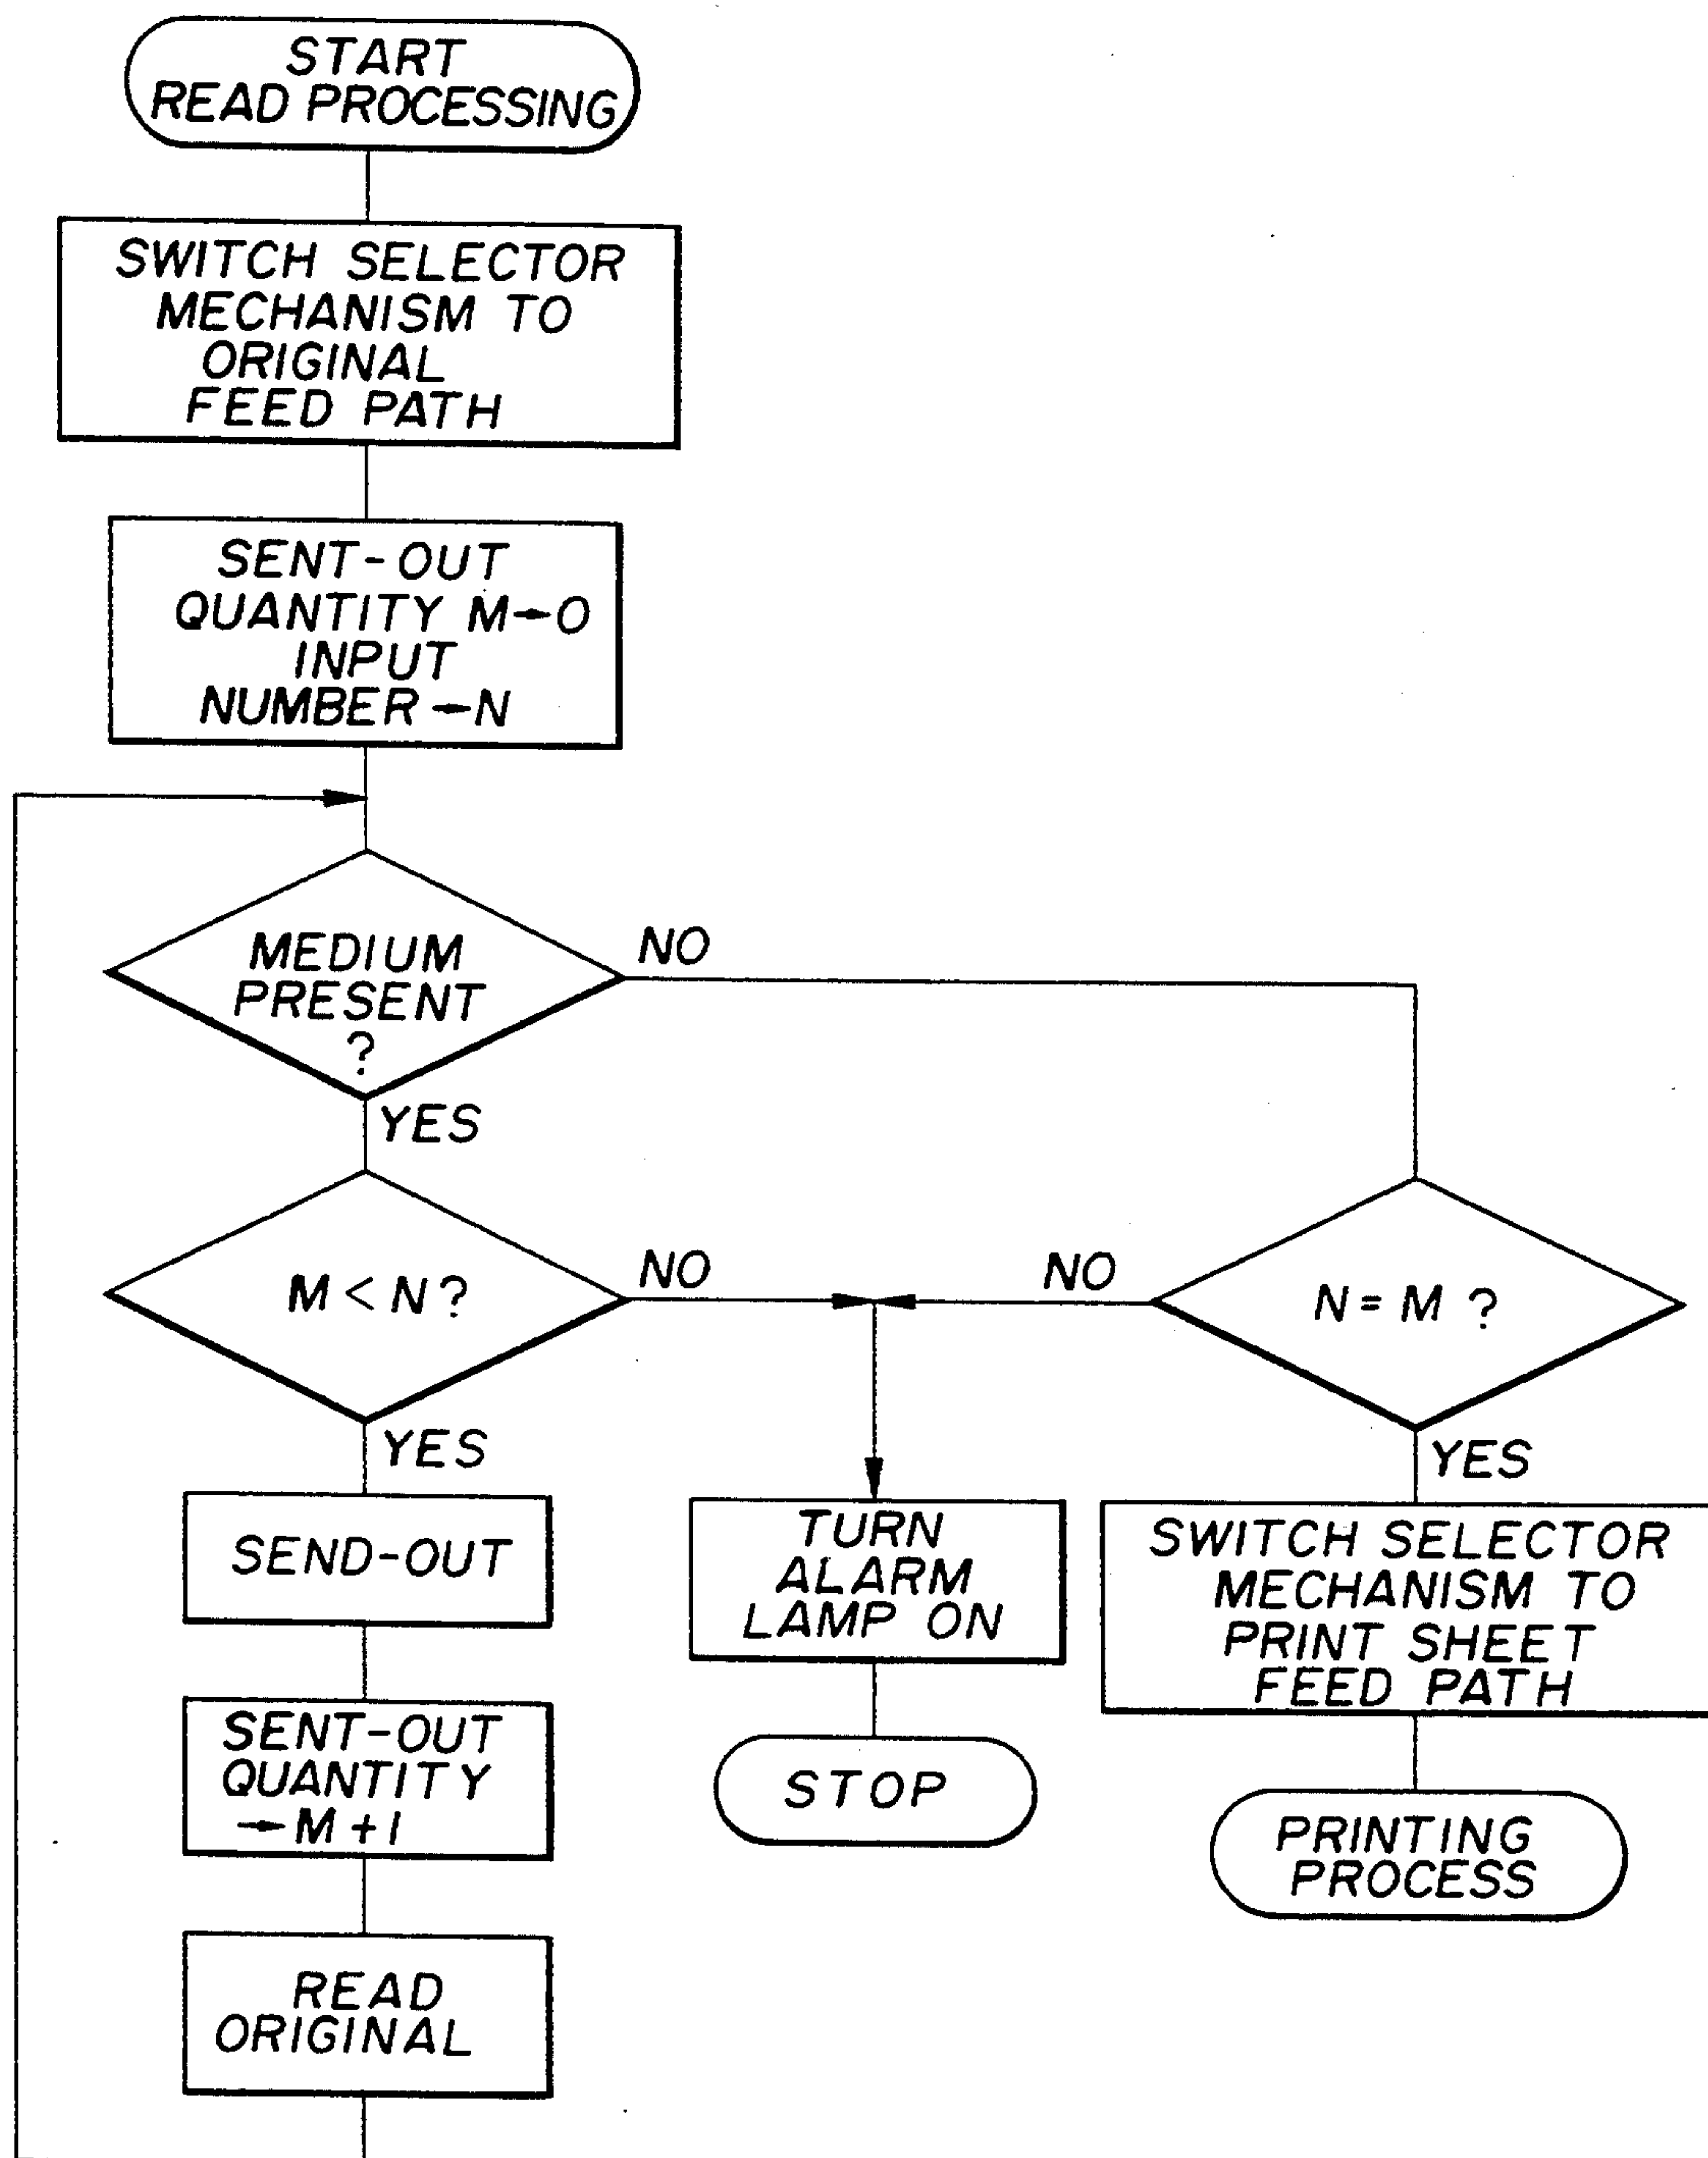 START
READ PROCESSING
SWITCH SELECTOR
MECHANISM TO
ORIGINAL
FEED PATH
SENT-OUT
QUANTITY M→0
INPUT
NUMBER→N
MEDIUM
PRESENT
?
NO
YES
M < N ?
NO
YES
NO
N = M ?
YES
SEND-OUT
SENT-OUT
QUANTITY
→M+1
READ
ORIGINAL
TURN
ALARM
LAMP ON
STOP
SWITCH SELECTOR
MECHANISM TO
PRINT SHEET
FEED PATH
PRINTING
PROCESS